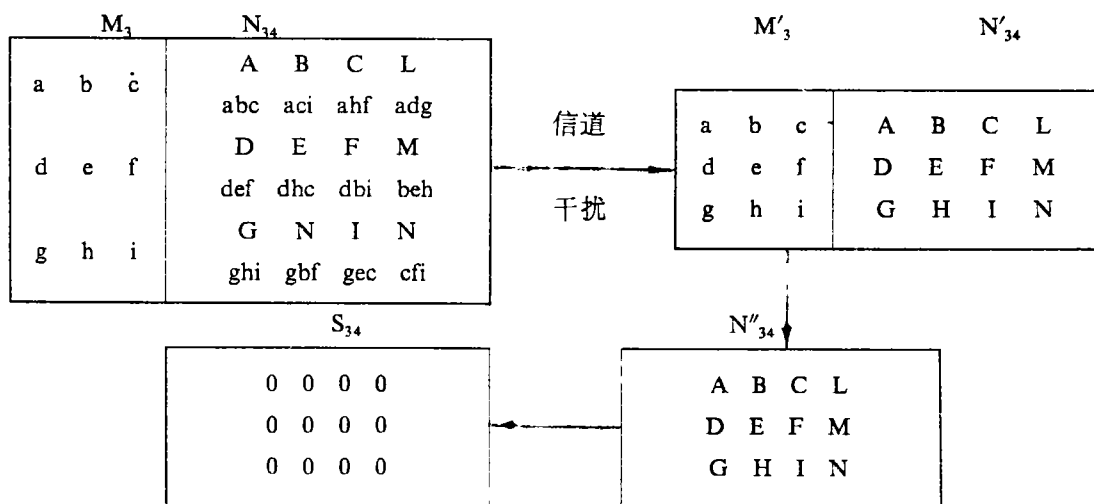 M₃ N₃₄
A B C L
a b ċ
abc aci ahf adg
D E F M
d e f
def dhc dbi beh
G N I N
g h i
ghi gbf gec cfi
信道
干扰
M′₃ N′₃₄
a b c A B C L
d e f D E F M
g h i G H I N
S₃₄
0 0 0 0
0 0 0 0
0 0 0 0
N″₃₄
A B C L
D E F M
G H I N